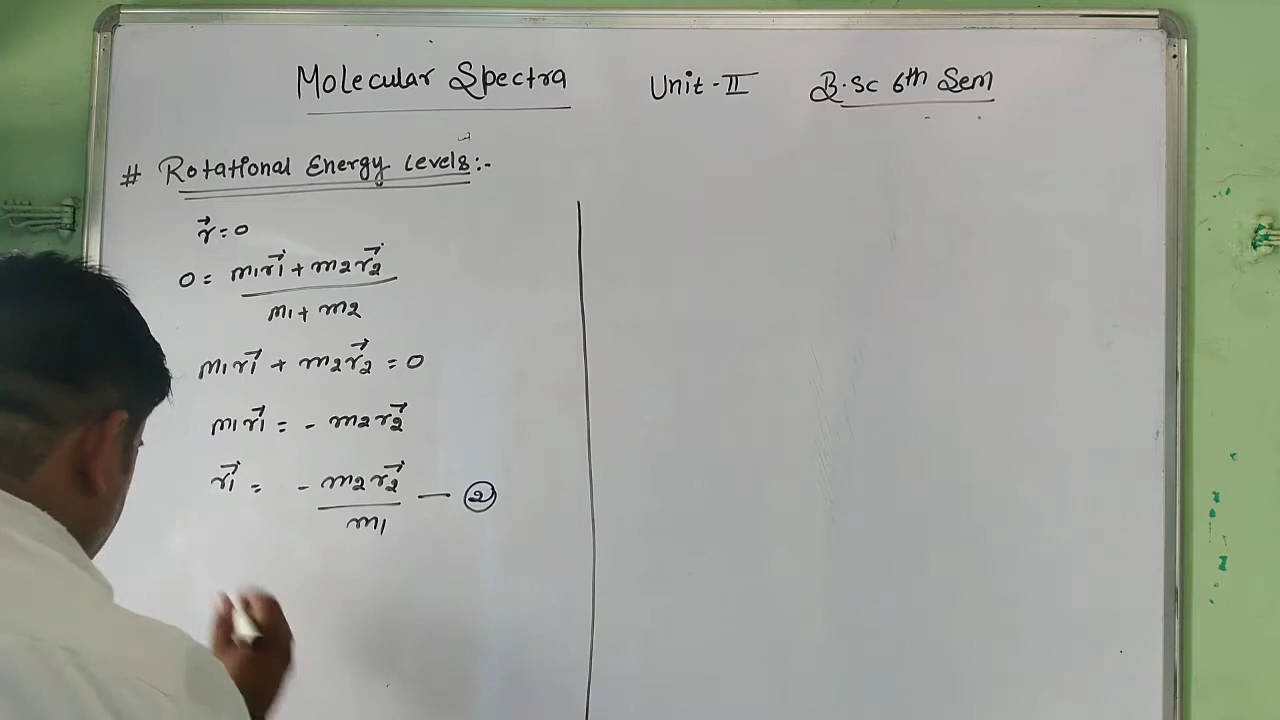 Molecular Spectra Unit-II B.Sc 6th Sem
# Rotational Energy Levels:-
r⃗ = 0
0 = m1r⃗1 + m2r⃗2
m1 + m2
m1r⃗1 + m2r⃗2 = 0
m1r⃗1 = - m2r⃗2
r⃗1 = - m2r⃗2 — ②
m1